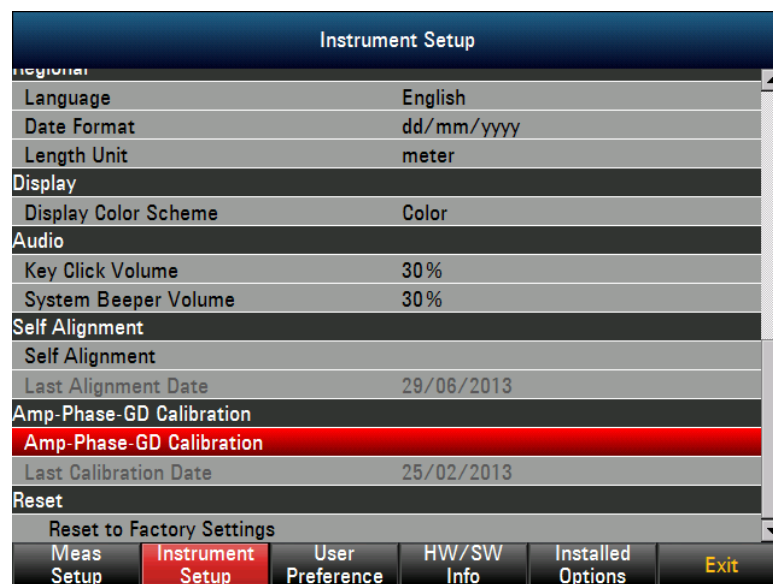 Instrument Setup
Regional
Language English
Date Format dd/mm/yyyy
Length Unit meter
Display
Display Color Scheme Color
Audio
Key Click Volume 30%
System Beeper Volume 30%
Self Alignment
Self Alignment
Last Alignment Date 29/06/2013
Amp-Phase-GD Calibration
Amp-Phase-GD Calibration
Last Calibration Date 25/02/2013
Reset
Reset to Factory Settings
Meas Instrument User HW/SW Installed
Setup Setup Preference Info Options Exit